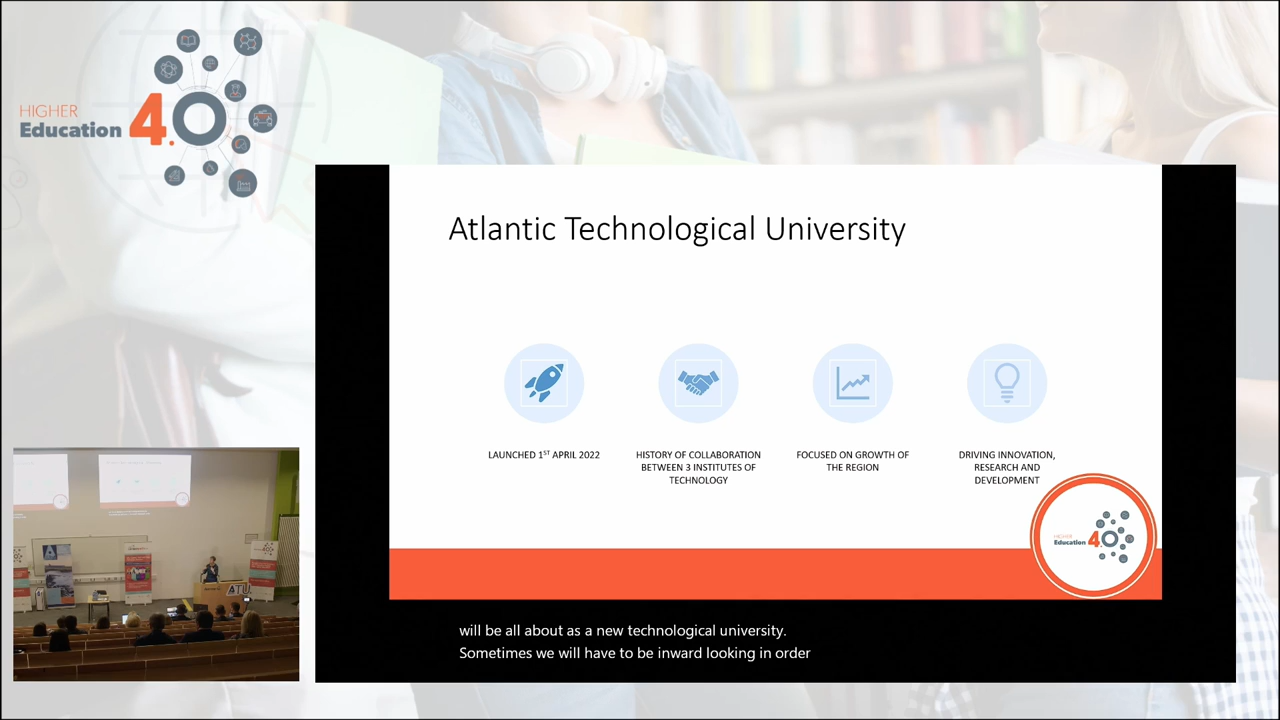 HIGHER
Education 4.0
Atlantic Technological University
LAUNCHED 1ST APRIL 2022
HISTORY OF COLLABORATION
BETWEEN 3 INSTITUTES OF
TECHNOLOGY
FOCUSED ON GROWTH OF
THE REGION
DRIVING INNOVATION,
RESEARCH AND
DEVELOPMENT
HIGHER
Education 4.0
will be all about as a new technological university.
Sometimes we will have to be inward looking in order
ATU